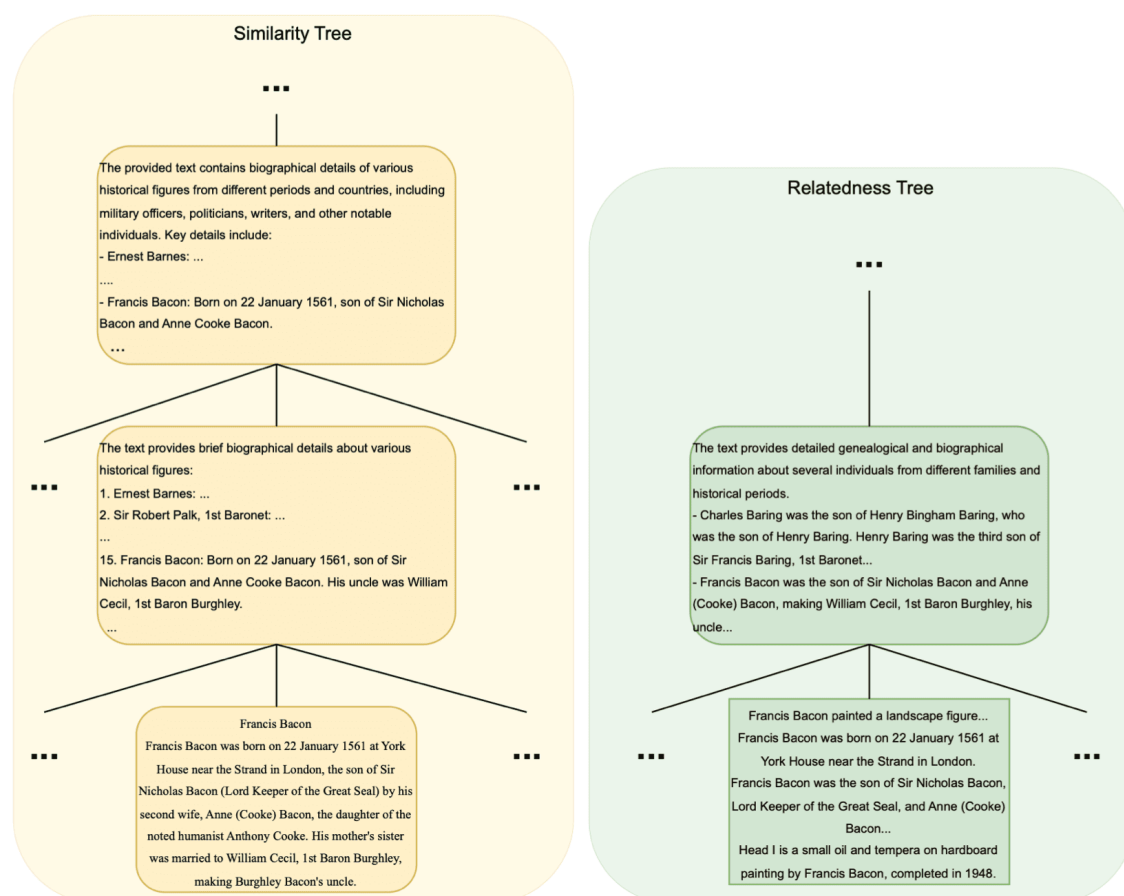 Similarity Tree
...
The provided text contains biographical details of various
historical figures from different periods and countries, including
military officers, politicians, writers, and other notable
individuals. Key details include:
- Ernest Barnes: ...
....
- Francis Bacon: Born on 22 January 1561, son of Sir Nicholas
Bacon and Anne Cooke Bacon.
...
...
The text provides brief biographical details about various
historical figures:
1. Ernest Barnes: ...
2. Sir Robert Palk, 1st Baronet: ...
...
15. Francis Bacon: Born on 22 January 1561, son of Sir
Nicholas Bacon and Anne Cooke Bacon. His uncle was William
Cecil, 1st Baron Burghley.
...
...
...
Francis Bacon
Francis Bacon was born on 22 January 1561 at York
House near the Strand in London, the son of Sir
Nicholas Bacon (Lord Keeper of the Great Seal) by his
second wife, Anne (Cooke) Bacon, the daughter of the
noted humanist Anthony Cooke. His mother's sister
was married to William Cecil, 1st Baron Burghley,
making Burghley Bacon's uncle.
...
Relatedness Tree
...
The text provides detailed genealogical and biographical
information about several individuals from different families and
historical periods.
- Charles Baring was the son of Henry Bingham Baring, who
was the son of Henry Baring. Henry Baring was the third son of
Sir Francis Baring, 1st Baronet...
- Francis Bacon was the son of Sir Nicholas Bacon and Anne
(Cooke) Bacon, making William Cecil, 1st Baron Burghley, his
uncle...
...
Francis Bacon painted a landscape figure...
Francis Bacon was born on 22 January 1561 at
York House near the Strand in London.
Francis Bacon was the son of Sir Nicholas Bacon,
Lord Keeper of the Great Seal, and Anne (Cooke)
Bacon...
Head I is a small oil and tempera on hardboard
painting by Francis Bacon, completed in 1948.
...